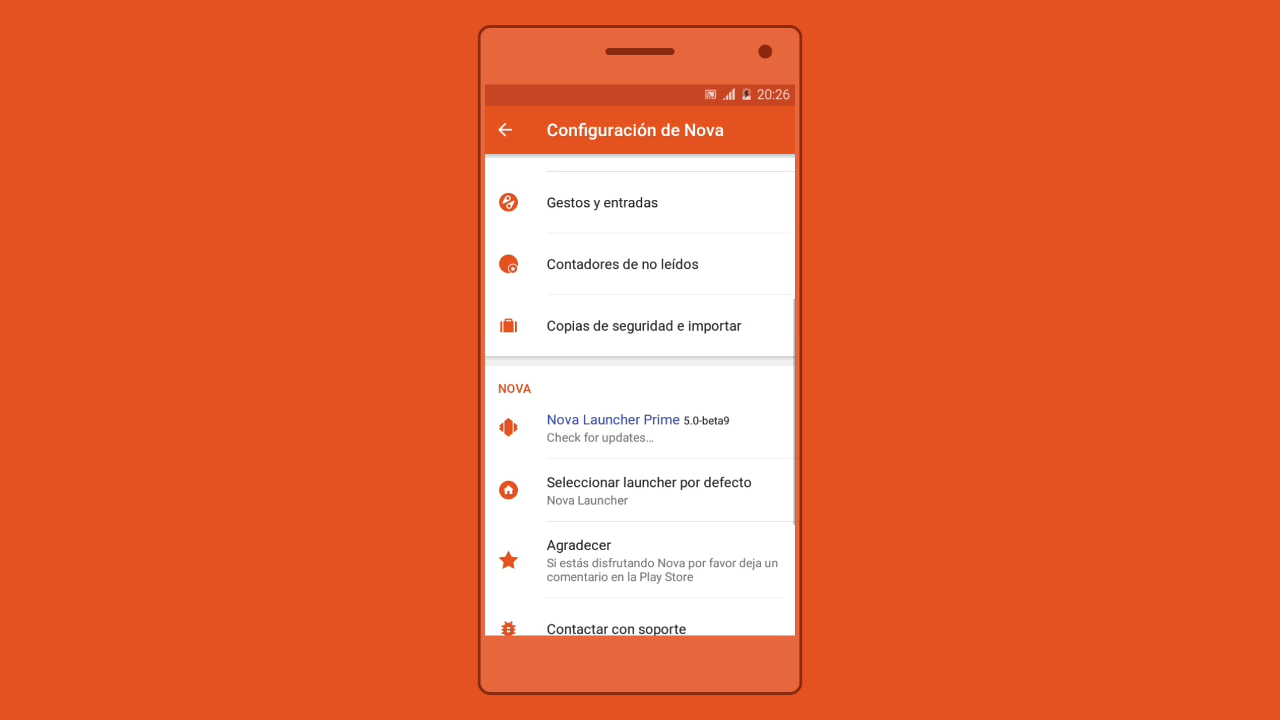 20:26
Configuración de Nova
Gestos y entradas
Contadores de no leídos
Copias de seguridad e importar
NOVA
Nova Launcher Prime 5.0-beta9
Check for updates...
Seleccionar launcher por defecto
Nova Launcher
Agradecer
Si estás disfrutando Nova por favor deja un
comentario en la Play Store
Contactar con soporte